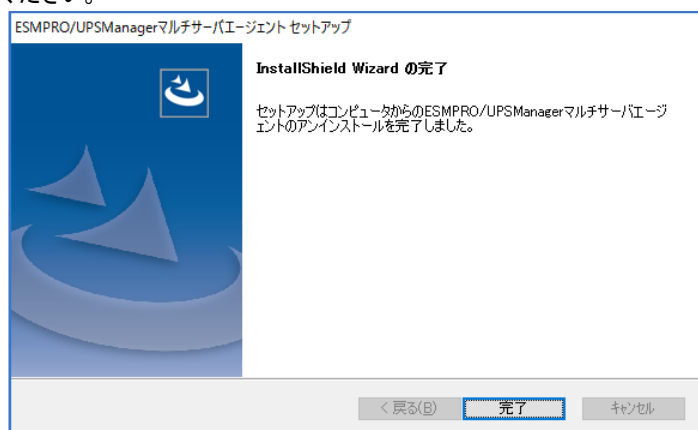 ください。
ESMPRO/UPSManagerマルチサーバエージェント セットアップ
InstallShield Wizard の完了
セットアップはコンピュータからのESMPRO/UPSManagerマルチサーバエージ
ェントのアンインストールを完了しました。
< 戻る(B)
完了
キャンセル